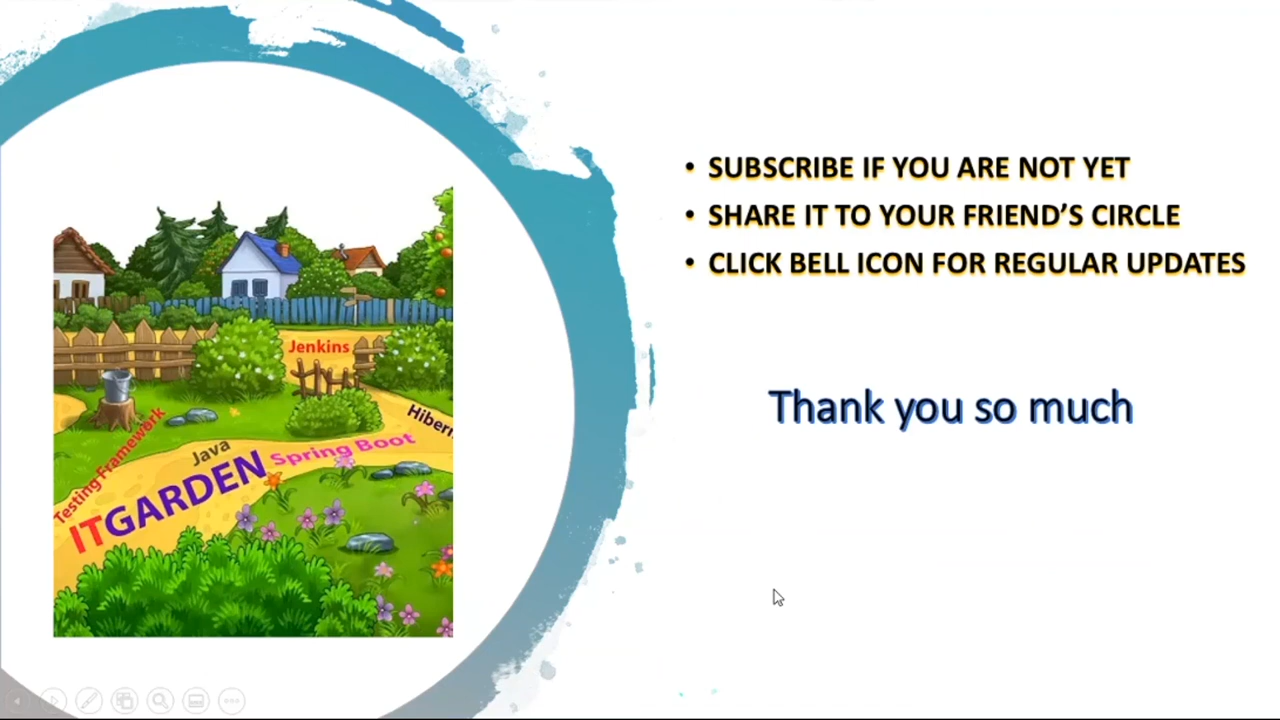 SUBSCRIBE IF YOU ARE NOT YET
SHARE IT TO YOUR FRIEND'S CIRCLE
CLICK BELL ICON FOR REGULAR UPDATES
Thank you so much
Jenkins
Testing Framework
Java
Spring Boot
ITGARDEN